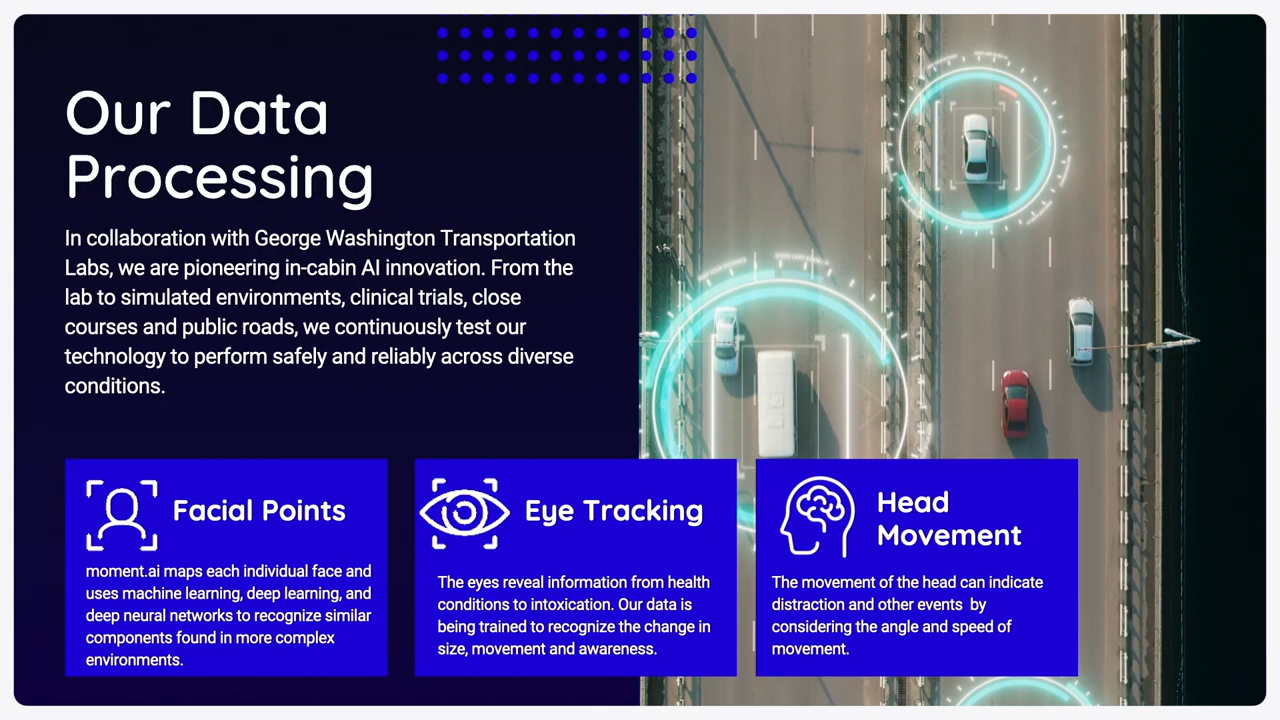 Our Data
Processing
In collaboration with George Washington Transportation
Labs, we are pioneering in-cabin AI innovation. From the
lab to simulated environments, clinical trials, close
courses and public roads, we continuously test our
technology to perform safely and reliably across diverse
conditions.
Facial Points
moment.ai maps each individual face and
uses machine learning, deep learning, and
deep neural networks to recognize similar
components found in more complex
environments.
Eye Tracking
The eyes reveal information from health
conditions to intoxication. Our data is
being trained to recognize the change in
size, movement and awareness.
Head
Movement
The movement of the head can indicate
distraction and other events  by
considering the angle and speed of
movement.